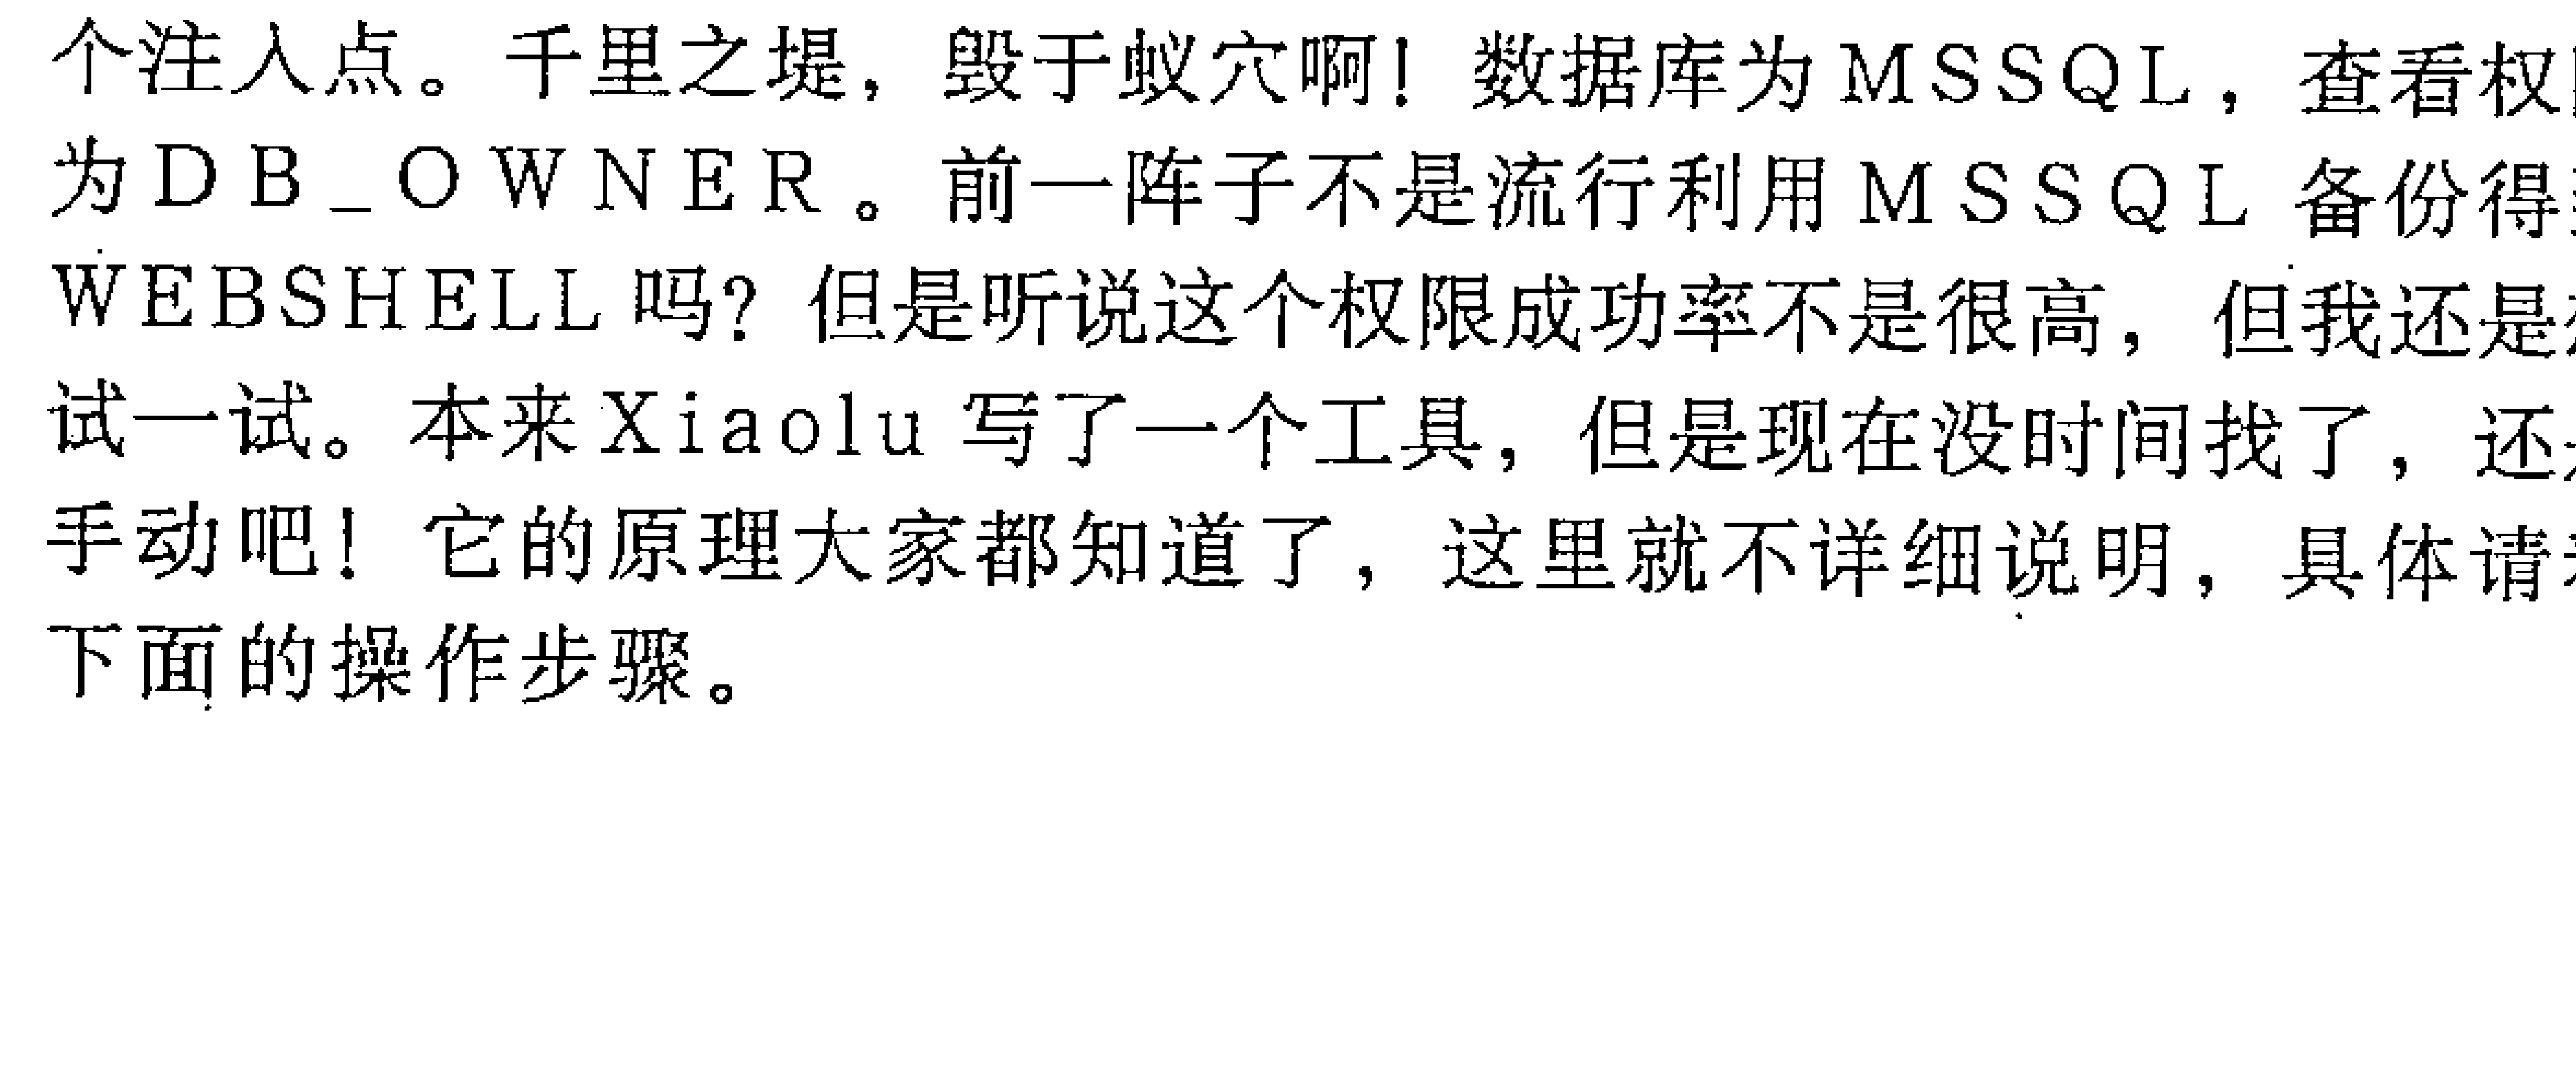 个注入点。千里之堤，毁于蚁穴啊！数据库为MSSQL，查看权
为DB_OWNER。前一阵子不是流行利用MSSQL备份得
WEBSHELL吗？但是听说这个权限成功率不是很高，但我还是
试一试。本来Xiaolu写了一个工具，但是现在没时间找了，还
手动吧！它的原理大家都知道了，这里就不详细说明，具体请
下面的操作步骤。